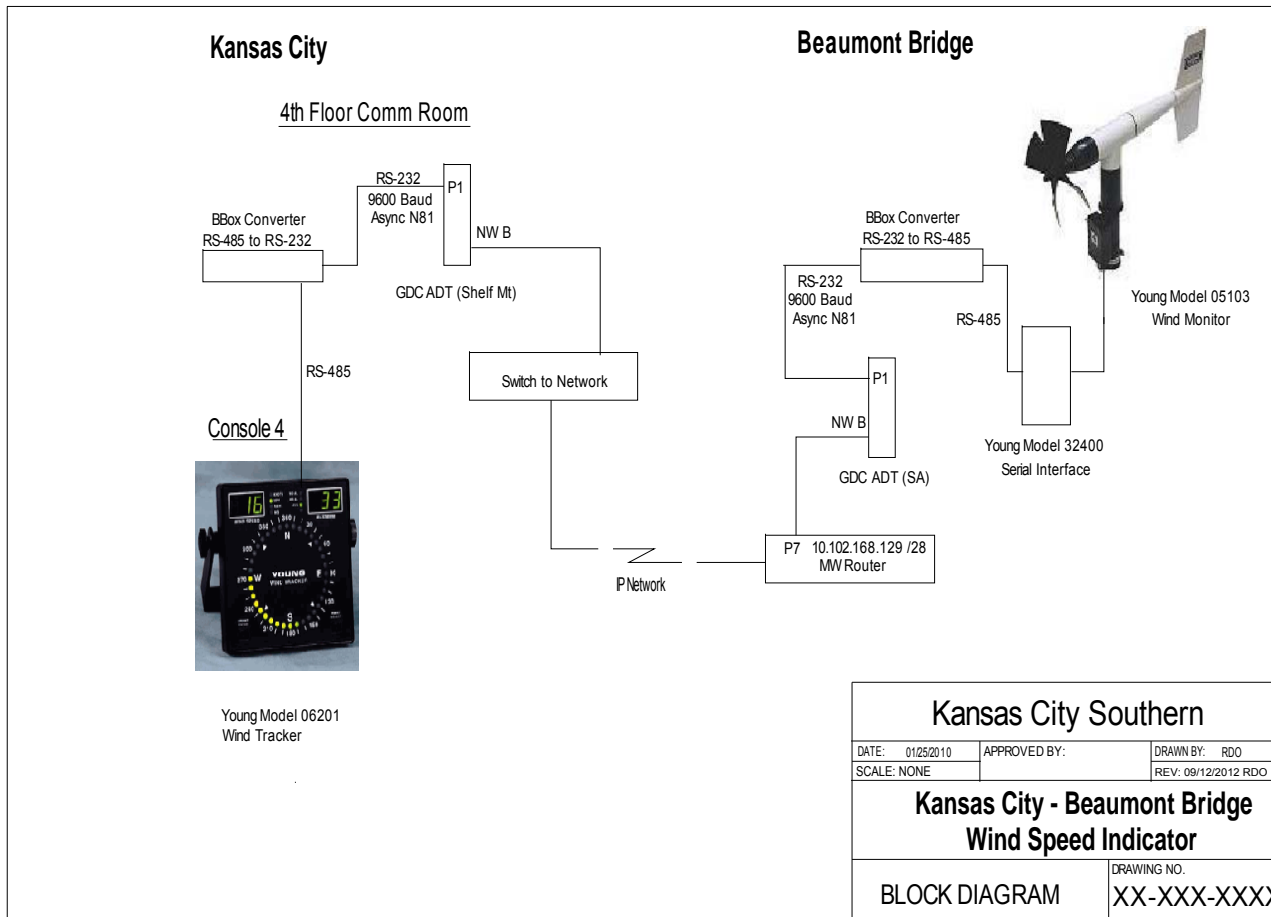 Kansas City
Beaumont Bridge
4th Floor Comm Room
RS-232
9600 Baud
Async N81
P1
NW B
BBox Converter
RS-485 to RS-232
GDC ADT (Shelf Mt)
RS-485
Switch to Network
Console 4
16
33
N
W
E
S
YOUNG
WIND TRACKER
Young Model 06201
Wind Tracker
IP Network
BBox Converter
RS-232 to RS-485
RS-232
9600 Baud
Async N81
RS-485
Young Model 05103
Wind Monitor
P1
NW B
GDC ADT (SA)
Young Model 32400
Serial Interface
P7 10.102.168.129 /28
MW Router
Kansas City Southern
DATE: 01/25/2010
APPROVED BY:
DRAWN BY: RDO
SCALE: NONE
REV: 09/12/2012 RDO
Kansas City - Beaumont Bridge
Wind Speed Indicator
BLOCK DIAGRAM
DRAWING NO.
XX-XXX-XXXX